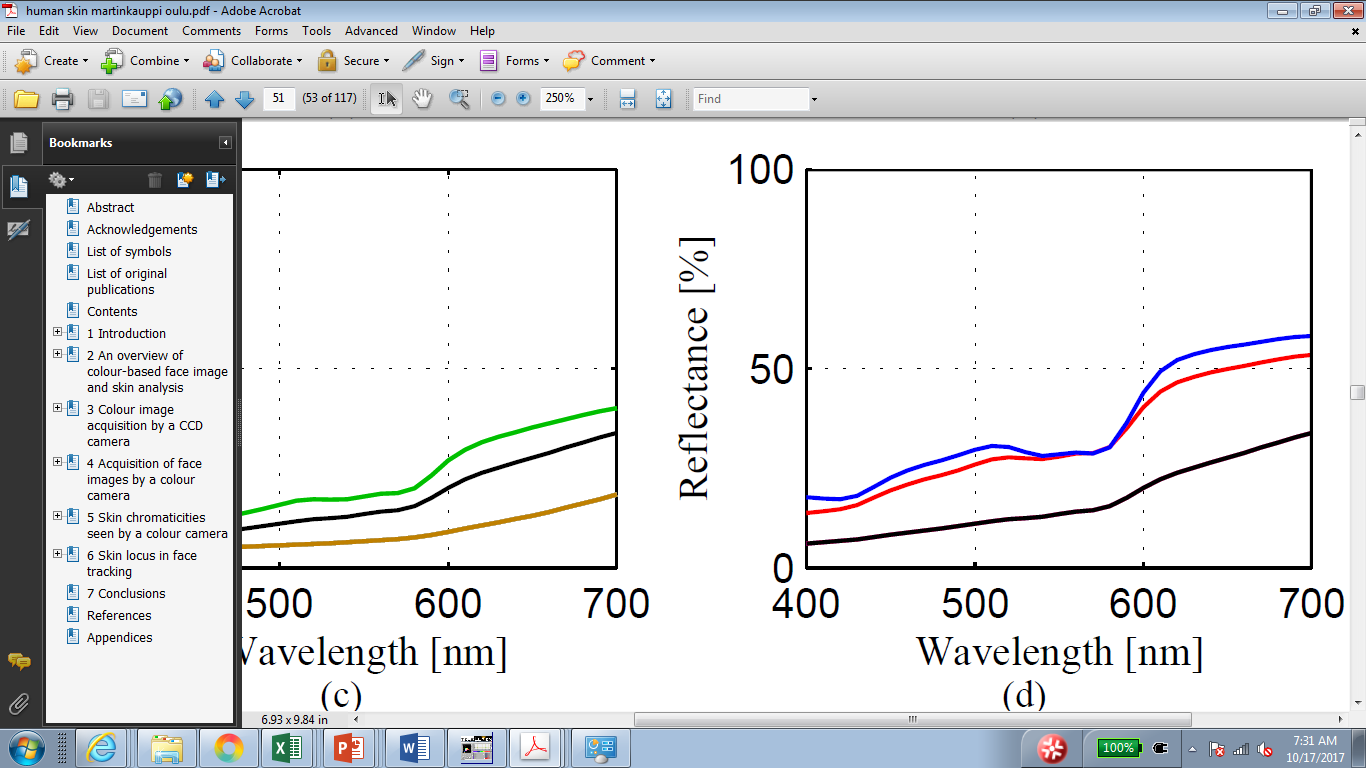 human skin martinkauppi oulu.pdf - Adobe Acrobat
File Edit View Document Comments Forms Tools Advanced Window Help
Create Combine Collaborate Secure Sign Forms Comment
51 (53 of 117) 250% Find
Bookmarks
Abstract
Acknowledgements
List of symbols
List of original
publications
Contents
1 Introduction
2 An overview of
colour-based face image
and skin analysis
3 Colour image
acquisition by a CCD
camera
4 Acquisition of face
images by a colour
camera
5 Skin chromaticities
seen by a colour camera
6 Skin locus in face
tracking
7 Conclusions
References
Appendices
500 600 700
Wavelength [nm]
(c)
100
50
0
Reflectance [%]
400 500 600 700
Wavelength [nm]
(d)
6.93 x 9.84 in
100%
7:31 AM
10/17/2017